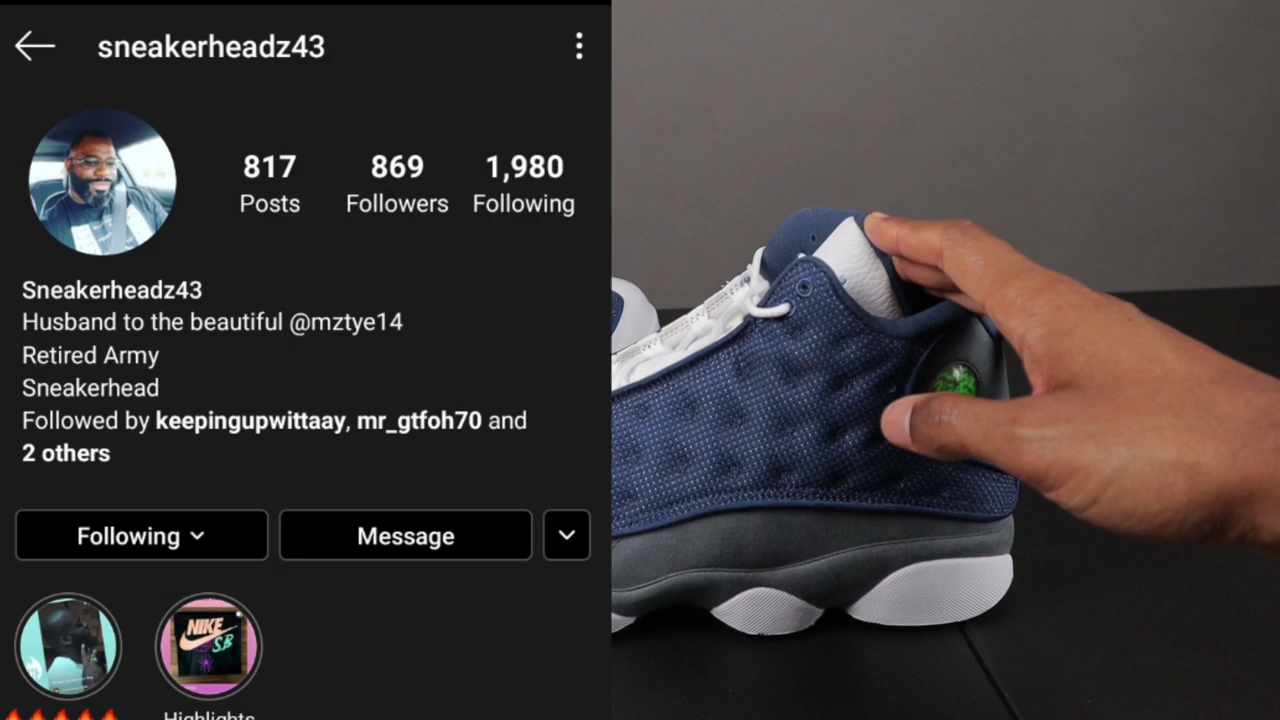 sneakerheadz43
817
869
1,980
Posts
Followers
Following
Sneakerheadz43
Husband to the beautiful @mztye14
Retired Army
Sneakerhead
Followed by keepingupwittaay, mr_gtfoh70 and
2 others
Following
Message
NIKE
SB
Highlights